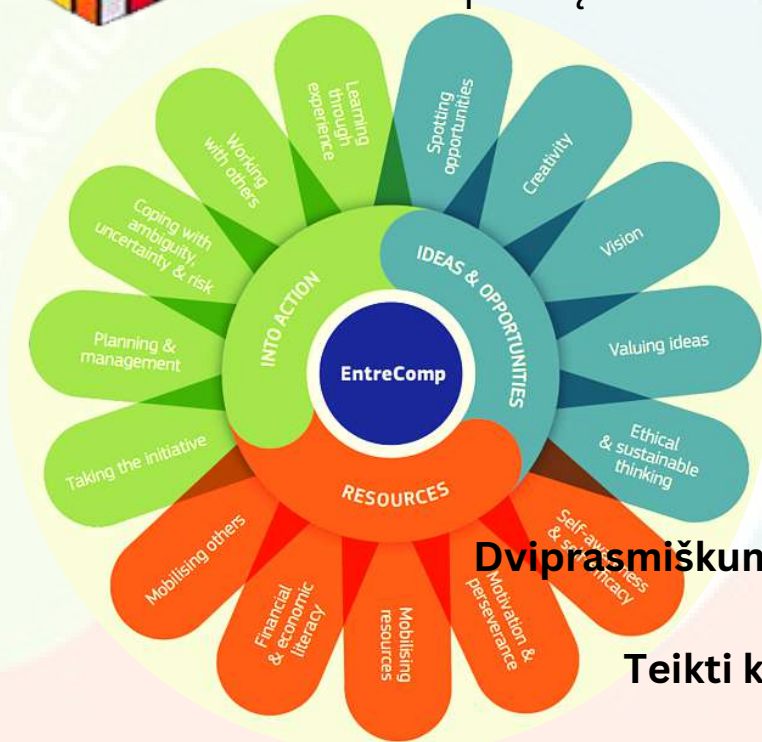 Learning
through
experience
Spotting
opportunities
Creativity
Vision
Valuing ideas
Ethical
& sustainable
thinking
Self-awareness
& self-efficacy
Motivation &
perseverance
Mobilising
resources
Financial
& economic
literacy
Mobilising others
Taking the initiative
Planning &
management
Coping with
ambiguity,
uncertainty & risk
Working
with others
INTO ACTION
IDEAS & OPPORTUNITIES
RESOURCES
EntreComp
Teikti